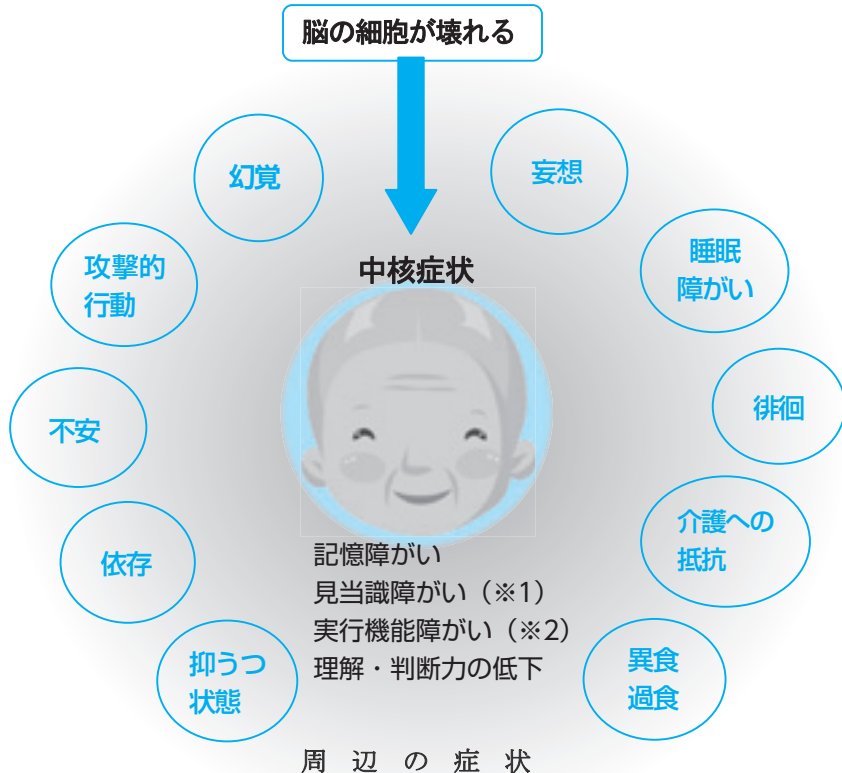 脳の細胞が壊れる
幻覚
妄想
攻撃的
行動
中核症状
睡眠
障がい
不安
徘徊
依存
介護への
抵抗
記憶障がい
見当識障がい（※1）
実行機能障がい（※2）
理解・判断力の低下
抑うつ
状態
異食
過食
周辺の症状